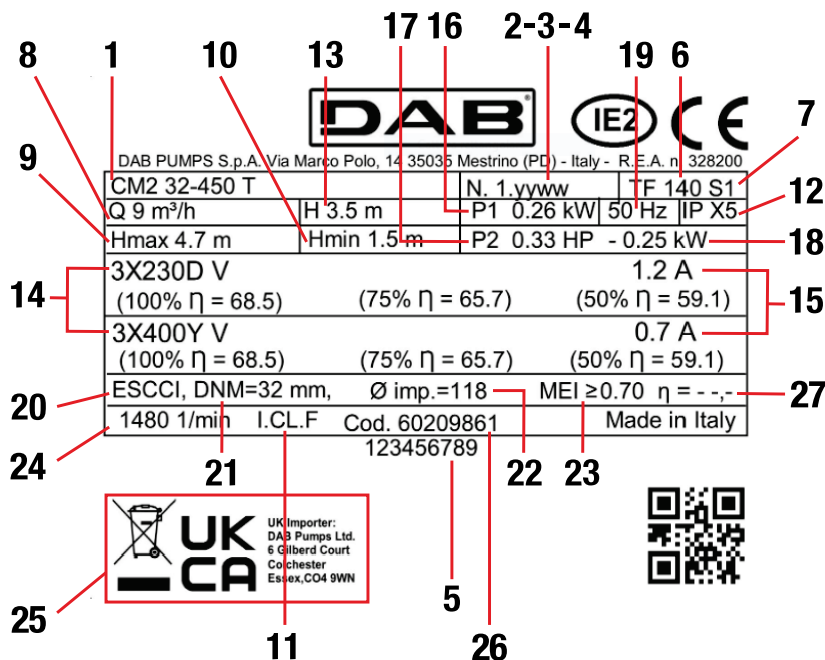 17 16 2-3-4
8 1 10 13 19 6
DAB IE2 CE
9 7
DAB PUMPS S.p.A. Via Marco Polo, 14 35035 Mestrino (PD) - Italy - R.E.A. n. 328200
CM2 32-450 T N. 1.yyww TF 140 S1
12
Q 9 m³/h H 3.5 m P1 0.26 kW 50 Hz IP X5
Hmax 4.7 m Hmin 1.5 m P2 0.33 HP - 0.25 kW 18
3X230D V 1.2 A
14 (100% η = 68.5) (75% η = 65.7) (50% η = 59.1) 15
3X400Y V 0.7 A
(100% η = 68.5) (75% η = 65.7) (50% η = 59.1)
20 ESCCI, DNM=32 mm, Ø imp.=118 MEI ≥0.70 η = - -,- 27
24 1480 1/min I.CL.F Cod. 60209861 Made in Italy
123456789
21 22 23
UK CA
UK Importer:
DAB Pumps Ltd.
6 Gilberd Court
Colchester
Essex,CO4 9WN
25 11 5 26